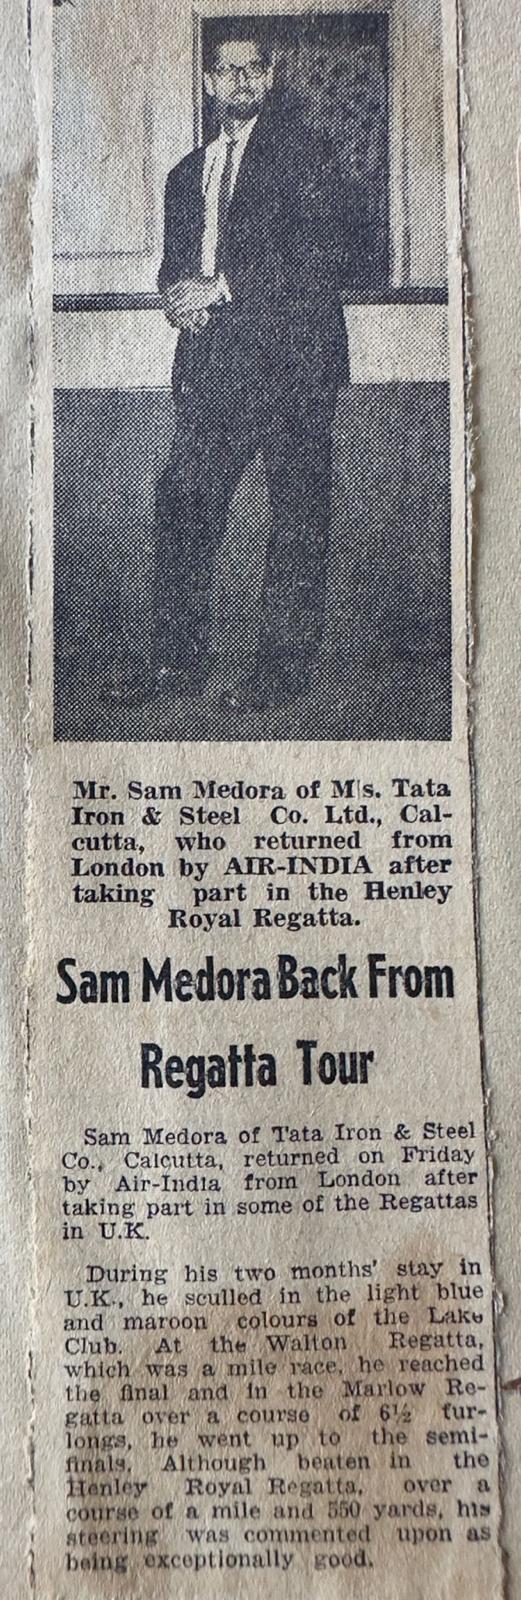 Mr. Sam Medora of M|s. Tata
Iron & Steel Co. Ltd., Cal-
cutta, who returned from
London by AIR-INDIA after
taking part in the Henley
Royal Regatta.
Sam Medora Back From
Regatta Tour
Sam Medora of Tata Iron & Steel
Co., Calcutta, returned on Friday
by Air-India from London after
taking part in some of the Regattas
in U.K.
During his two months' stay in
U.K., he sculled in the light blue
and maroon colours of the Lake
Club. At the Walton Regatta,
which was a mile race, he reached
the final and in the Marlow Re-
gatta over a course of 6½ fur-
longs, he went up to the semi-
finals. Although beaten in the
Henley Royal Regatta, over a
course of a mile and 550 yards, his
steering was commented upon as
being exceptionally good.